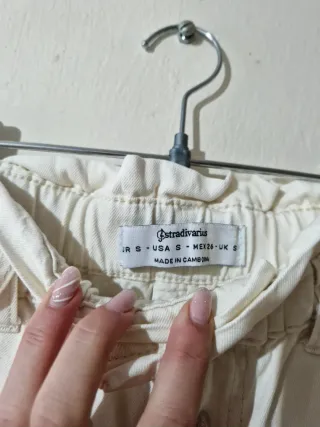 stradivarius
R S - USA S - MEX 26 - UK S
MADE IN CAMBODIA